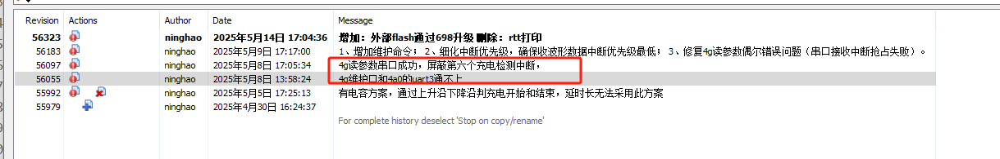 Revision Actions Author Date Message
56323 ninghao 2025年5月14日 17:04:36 增加：外部flash通过698升级 删除：rtt打印
56183 ninghao 2025年5月9日 17:17:00 1、增加维护命令； 2、细化中断优先级，确保收波形数据中断优先级最低； 3、修复4g读参数偶尔错误问题（串口接收中断抢占失败）。
56097 ninghao 2025年5月8日 17:05:34 4g读参数串口成功，屏蔽第六个充电检测中断，
56055 ninghao 2025年5月8日 13:58:24 4g维护口和4a0的uart3通不上
55992 ninghao 2025年5月5日 17:25:13 有电容方案，通过上升沿下降沿判充电开始和结束，延时长无法采用此方案
55979 ninghao 2025年4月30日 16:24:37
For complete history deselect 'Stop on copy/rename'